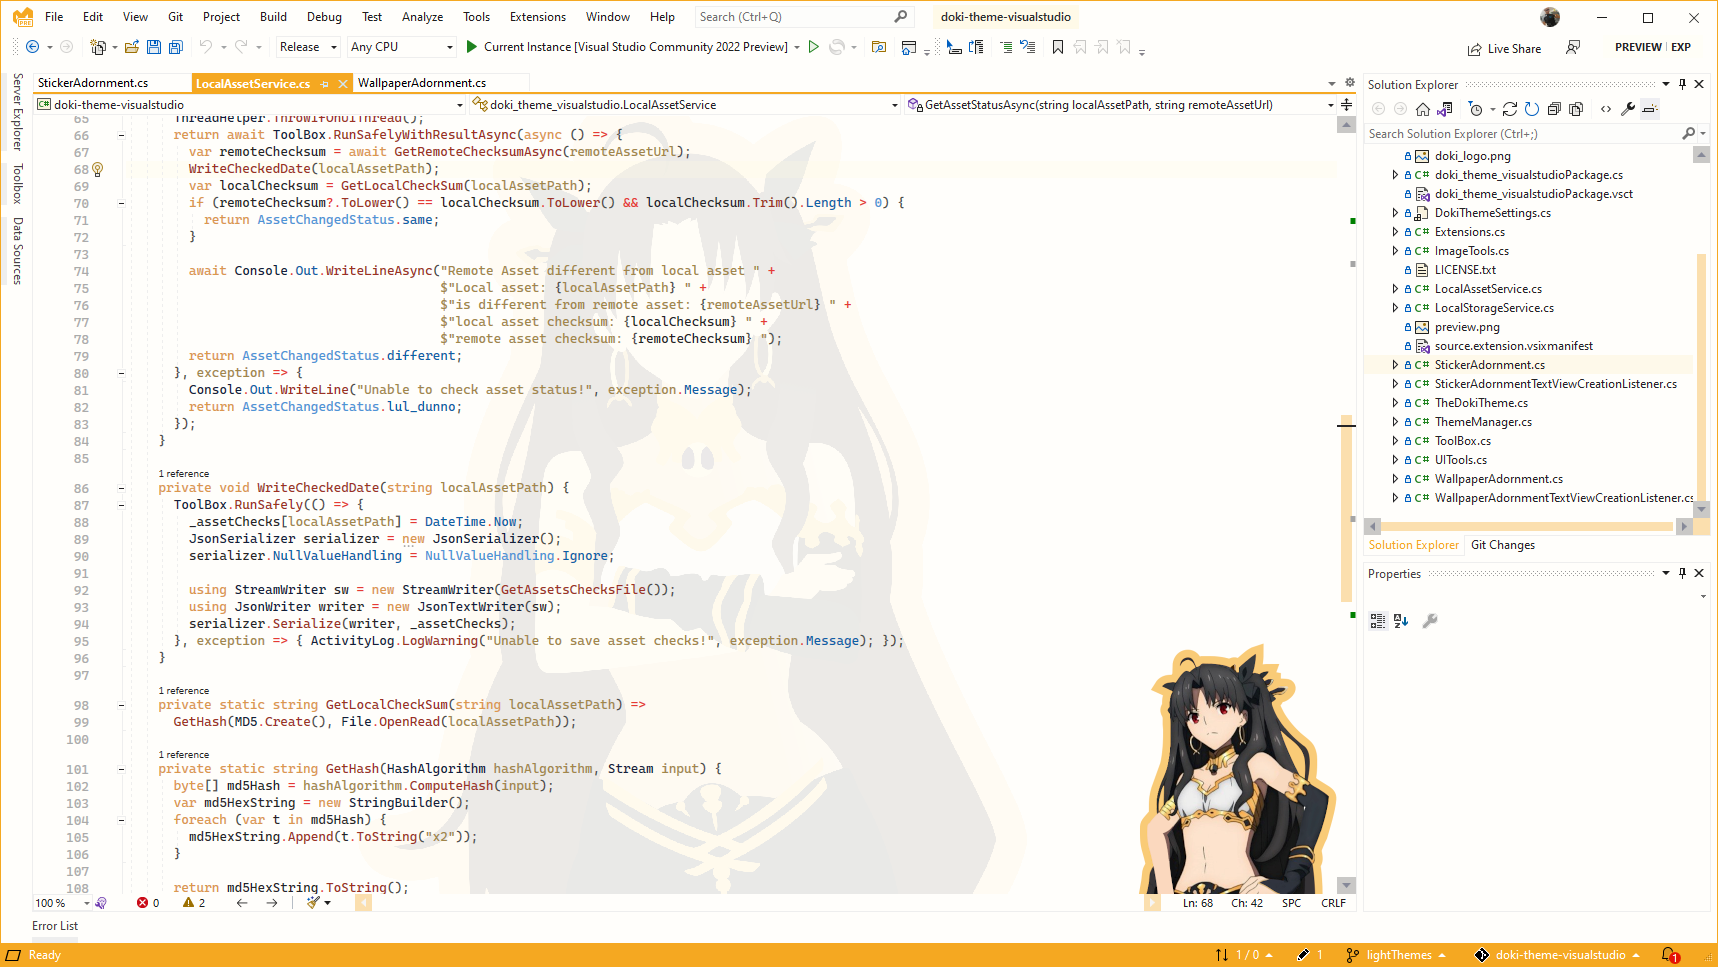 File Edit View Git Project Build Debug Test Analyze Tools Extensions Window Help Search (Ctrl+Q) doki-theme-visualstudio
Release Any CPU Current Instance [Visual Studio Community 2022 Preview] Live Share PREVIEW EXP
Server Explorer
Toolbox
Data Sources
StickerAdornment.cs LocalAssetService.cs WallpaperAdornment.cs
doki-theme-visualstudio doki_theme_visualstudio.LocalAssetService GetAssetStatusAsync(string localAssetPath, string remoteAssetUrl)
65 ThreadHelper.ThrowIfOnUIThread();
66 return await ToolBox.RunSafelyWithResultAsync(async () => {
67 var remoteChecksum = await GetRemoteChecksumAsync(remoteAssetUrl);
68 WriteCheckedDate(localAssetPath);
69 var localChecksum = GetLocalCheckSum(localAssetPath);
70 if (remoteChecksum?.ToLower() == localChecksum.ToLower() && localChecksum.Trim().Length > 0) {
71 return AssetChangedStatus.same;
72 }
73
74 await Console.Out.WriteLineAsync("Remote Asset different from local asset " +
75 $"Local asset: {localAssetPath} " +
76 $"is different from remote asset: {remoteAssetUrl} " +
77 $"local asset checksum: {localChecksum} " +
78 $"remote asset checksum: {remoteChecksum} ");
79 return AssetChangedStatus.different;
80 }, exception => {
81 Console.Out.WriteLine("Unable to check asset status!", exception.Message);
82 return AssetChangedStatus.lul_dunno;
83 });
84 }
85
1 reference
86 private void WriteCheckedDate(string localAssetPath) {
87 ToolBox.RunSafely(() => {
88 _assetChecks[localAssetPath] = DateTime.Now;
89 JsonSerializer serializer = new JsonSerializer();
90 serializer.NullValueHandling = NullValueHandling.Ignore;
91
92 using StreamWriter sw = new StreamWriter(GetAssetsChecksFile());
93 using JsonWriter writer = new JsonTextWriter(sw);
94 serializer.Serialize(writer, _assetChecks);
95 }, exception => { ActivityLog.LogWarning("Unable to save asset checks!", exception.Message); });
96 }
97
1 reference
98 private static string GetLocalCheckSum(string localAssetPath) =>
99 GetHash(MD5.Create(), File.OpenRead(localAssetPath));
100
1 reference
101 private static string GetHash(HashAlgorithm hashAlgorithm, Stream input) {
102 byte[] md5Hash = hashAlgorithm.ComputeHash(input);
103 var md5HexString = new StringBuilder();
104 foreach (var t in md5Hash) {
105 md5HexString.Append(t.ToString("x2"));
106 }
107
108 return md5HexString.ToString();
100 % 0 2 Ln: 68 Ch: 42 SPC CRLF
Error List
Solution Explorer
Search Solution Explorer (Ctrl+;)
doki_logo.png
C# doki_theme_visualstudioPackage.cs
doki_theme_visualstudioPackage.vsct
DokiThemeSettings.cs
C# Extensions.cs
C# ImageTools.cs
LICENSE.txt
C# LocalAssetService.cs
C# LocalStorageService.cs
preview.png
source.extension.vsixmanifest
C# StickerAdornment.cs
C# StickerAdornmentTextViewCreationListener.cs
C# TheDokiTheme.cs
C# ThemeManager.cs
C# ToolBox.cs
C# UITools.cs
C# WallpaperAdornment.cs
C# WallpaperAdornmentTextViewCreationListener.cs
Solution Explorer Git Changes
Properties
Ready 1 / 0 1 lightThemes doki-theme-visualstudio 1